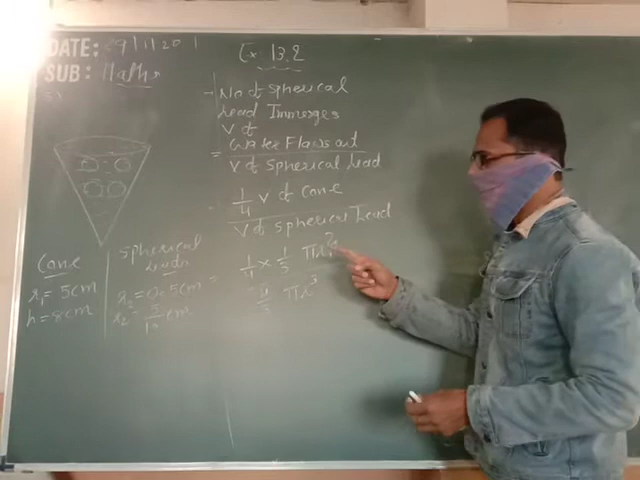 DATE: 09/1/20
SUB: Maths
Ex 13.2
No of spherical
Lead Immerges
V of
= Water Flows out
V of spherical lead
= 1/4 V of Cone
V of spherical Lead
Cone
r₁ = 5cm
h = 8cm
spherical
leads
r₂ = 0.5cm
r₂ = 5/10 cm
= 1/4 × 1/3 πr₁²
4/3 πr³